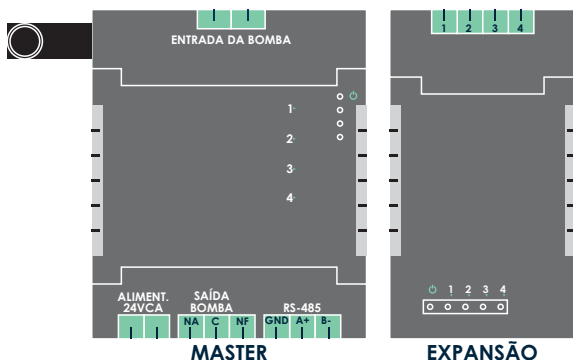 ENTRADA DA BOMBA
1
2
3
4
ALIMENT.
24VCA
SAÍDA
BOMBA
RS-485
NA C NF
GND A+ B-
MASTER
1 2 3 4
1 2 3 4
EXPANSÃO